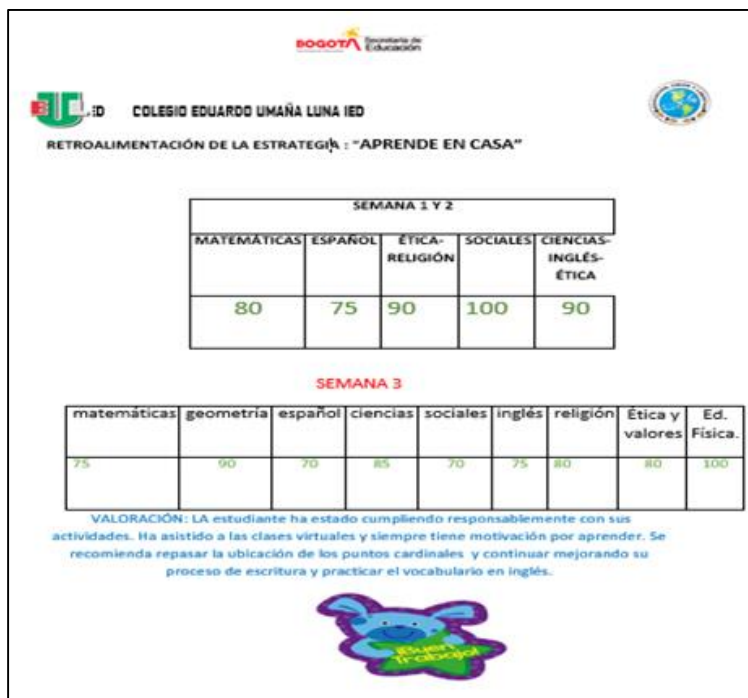 BOGOTÁ Secretaría de
Educación
COLEGIO EDUARDO UMAÑA LUNA IED
RETROALIMENTACIÓN DE LA ESTRATEGIA : "APRENDE EN CASA"
SEMANA 1 Y 2
MATEMÁTICAS ESPAÑOL ÉTICA- SOCIALES CIENCIAS-
RELIGIÓN INGLÉS-
ÉTICA
80 75 90 100 90
SEMANA 3
matemáticas geometría español ciencias sociales inglés religión Ética y Ed.
valores Física.
75 90 70 85 70 75 80 80 100
VALORACIÓN: LA estudiante ha estado cumpliendo responsablemente con sus
actividades. Ha asistido a las clases virtuales y siempre tiene motivación por aprender. Se
recomienda repasar la ubicación de los puntos cardinales y continuar mejorando su
proceso de escritura y practicar el vocabulario en inglés.
¡Buen
Trabajo!